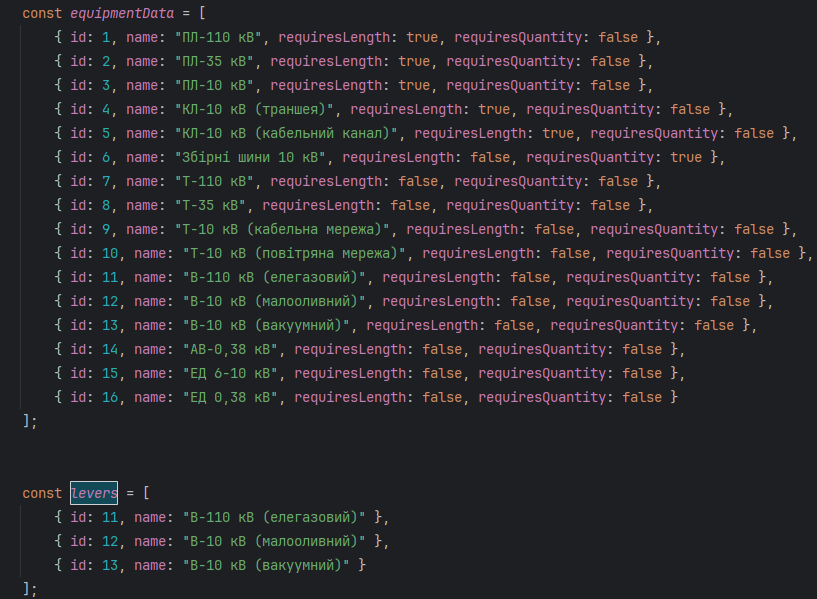 const equipmentData = [
{ id: 1, name: "ПЛ-110 кВ", requiresLength: true, requiresQuantity: false },
{ id: 2, name: "ПЛ-35 кВ", requiresLength: true, requiresQuantity: false },
{ id: 3, name: "ПЛ-10 кВ", requiresLength: true, requiresQuantity: false },
{ id: 4, name: "КЛ-10 кВ (траншея)", requiresLength: true, requiresQuantity: false },
{ id: 5, name: "КЛ-10 кВ (кабельний канал)", requiresLength: true, requiresQuantity: false },
{ id: 6, name: "Збірні шини 10 кВ", requiresLength: false, requiresQuantity: true },
{ id: 7, name: "Т-110 кВ", requiresLength: false, requiresQuantity: false },
{ id: 8, name: "Т-35 кВ", requiresLength: false, requiresQuantity: false },
{ id: 9, name: "Т-10 кВ (кабельна мережа)", requiresLength: false, requiresQuantity: false },
{ id: 10, name: "Т-10 кВ (повітряна мережа)", requiresLength: false, requiresQuantity: false },
{ id: 11, name: "В-110 кВ (елегазовий)", requiresLength: false, requiresQuantity: false },
{ id: 12, name: "В-10 кВ (малооливний)", requiresLength: false, requiresQuantity: false },
{ id: 13, name: "В-10 кВ (вакуумний)", requiresLength: false, requiresQuantity: false },
{ id: 14, name: "АВ-0,38 кВ", requiresLength: false, requiresQuantity: false },
{ id: 15, name: "ЕД 6-10 кВ", requiresLength: false, requiresQuantity: false },
{ id: 16, name: "ЕД 0,38 кВ", requiresLength: false, requiresQuantity: false }
];
const levers = [
{ id: 11, name: "В-110 кВ (елегазовий)" },
{ id: 12, name: "В-10 кВ (малооливний)" },
{ id: 13, name: "В-10 кВ (вакуумний)" }
];